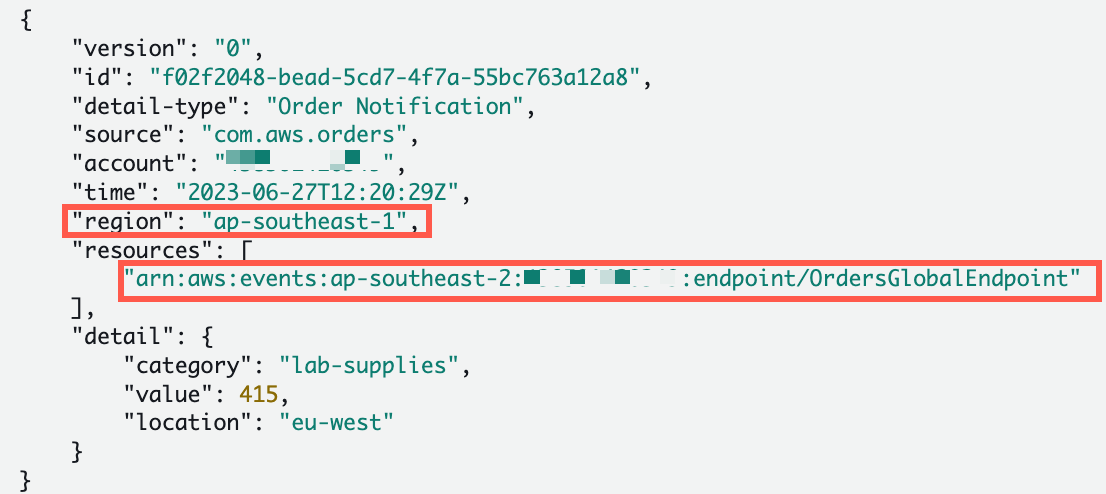 {
"version": "0",
"id": "f02f2048-bead-5cd7-4f7a-55bc763a12a8",
"detail-type": "Order Notification",
"source": "com.aws.orders",
"account": "",
"time": "2023-06-27T12:20:29Z",
"region": "ap-southeast-1",
"resources": [
"arn:aws:events:ap-southeast-2::endpoint/OrdersGlobalEndpoint"
],
"detail": {
"category": "lab-supplies",
"value": 415,
"location": "eu-west"
}
}